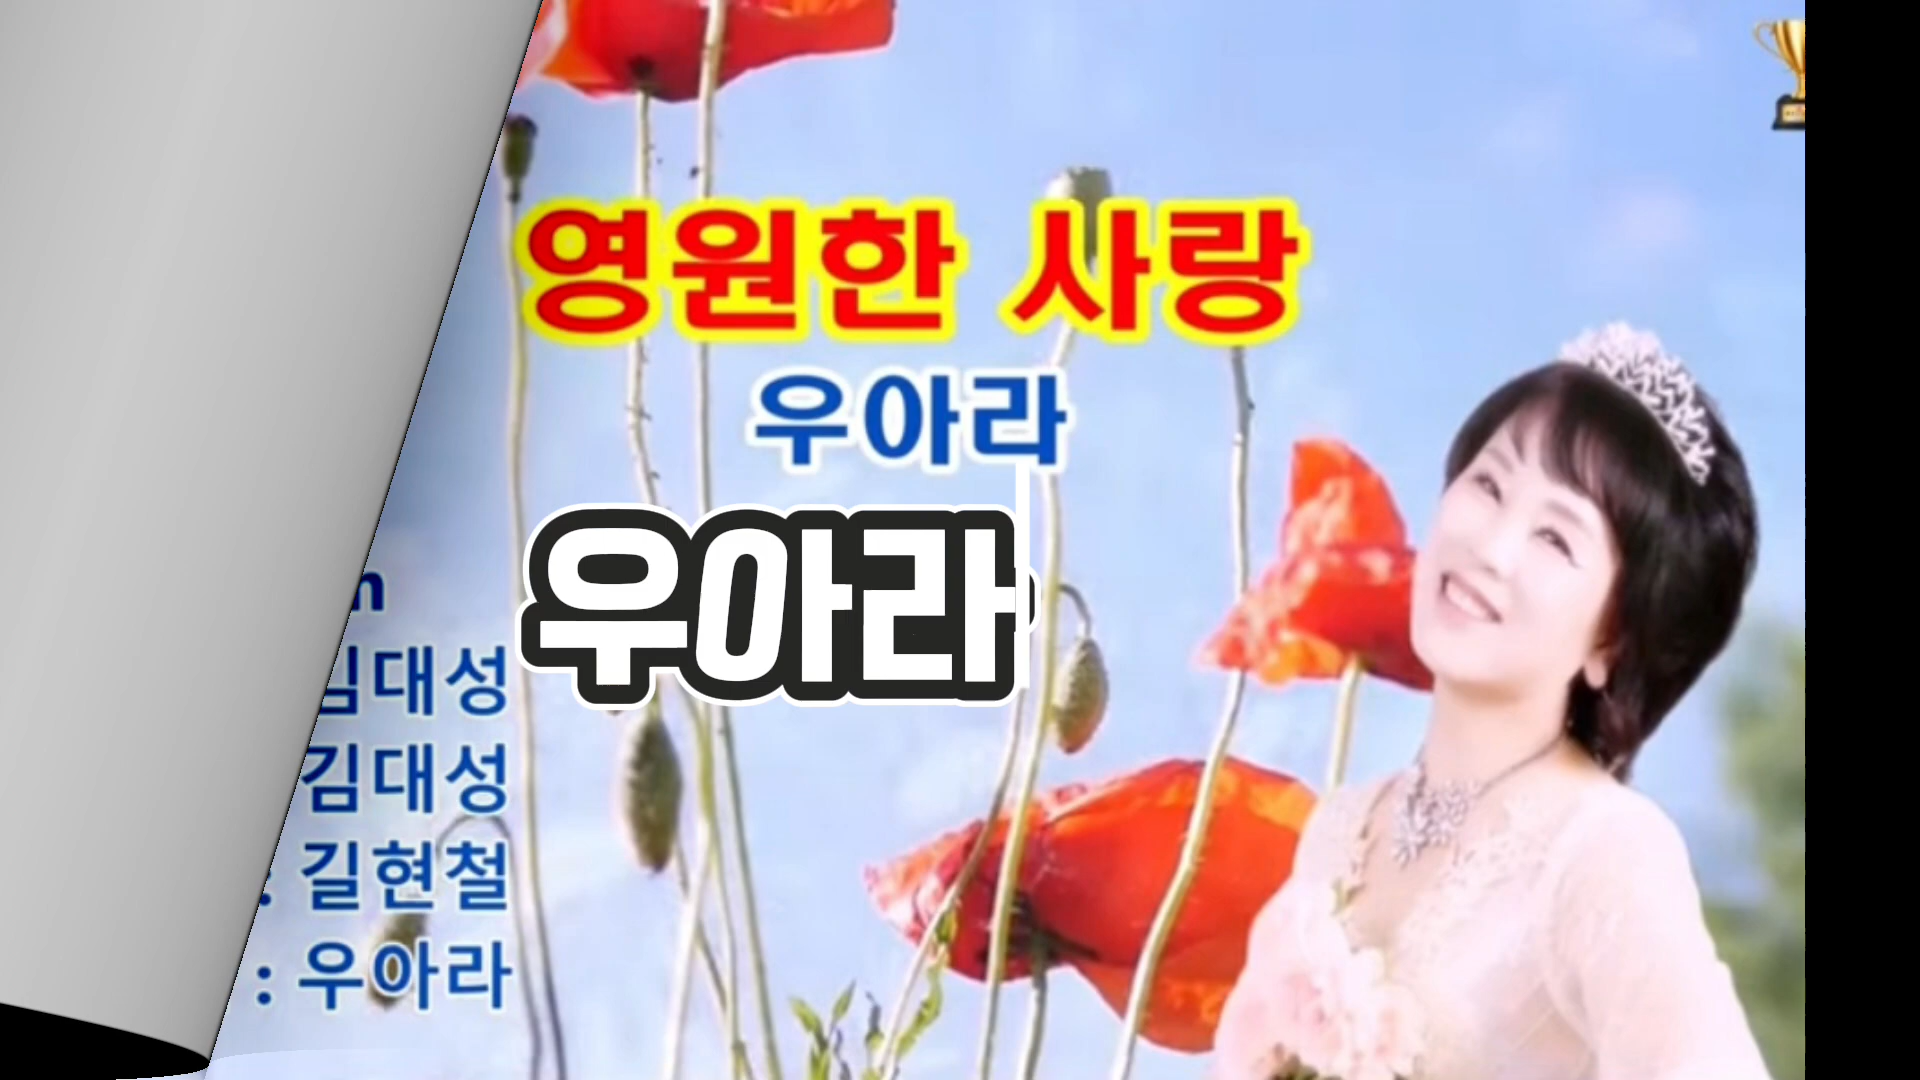 영원한 사랑
우아라
우아라
김대성
김대성
: 길현철
: 우아라